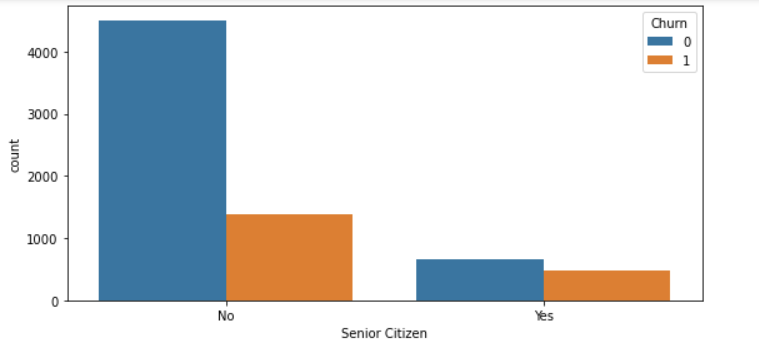 Churn
0
1
4000
3000
2000
1000
0
count
No
Yes
Senior Citizen